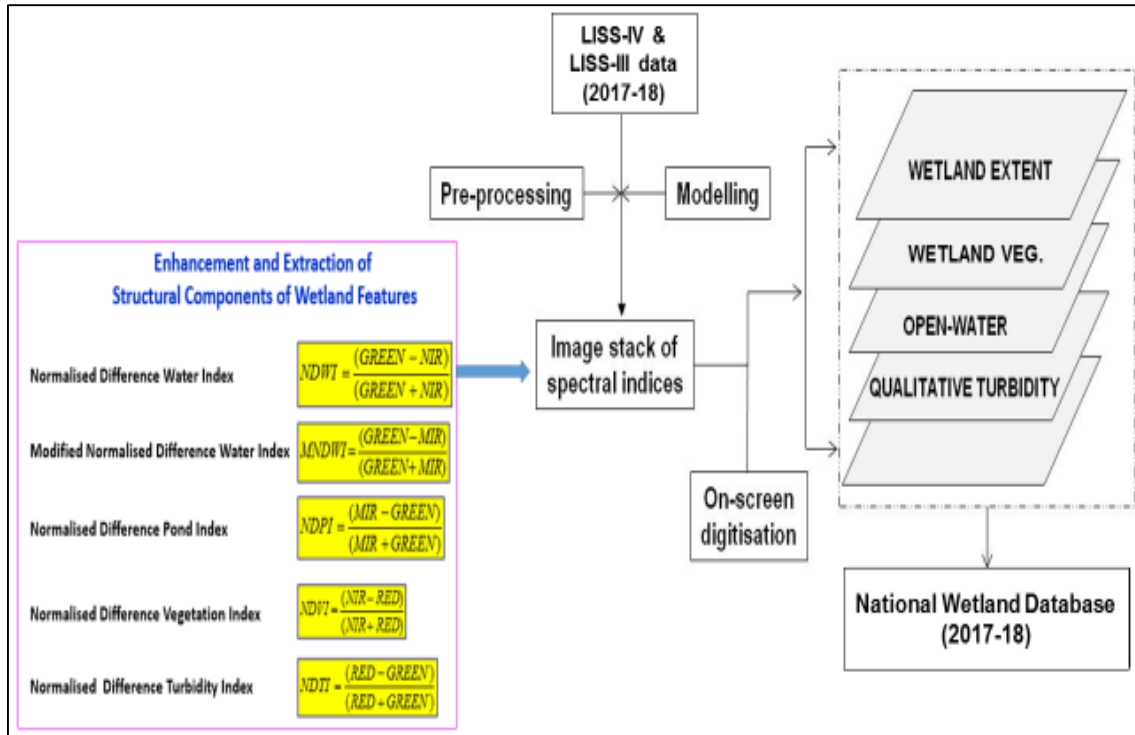 LISS-IV &
LISS-III data
(2017-18)
Pre-processing
Modelling
Enhancement and Extraction of
Structural Components of Wetland Features
Normalised Difference Water Index
NDWI = (GREEN - NIR) / (GREEN + NIR)
Modified Normalised Difference Water Index
MNDWI = (GREEN - MIR) / (GREEN + MIR)
Normalised Difference Pond Index
NDPI = (MIR - GREEN) / (MIR + GREEN)
Normalised Difference Vegetation Index
NDVI = (NIR - RED) / (NIR + RED)
Normalised Difference Turbidity Index
NDTI = (RED - GREEN) / (RED + GREEN)
Image stack of
spectral indices
On-screen
digitisation
WETLAND EXTENT
WETLAND VEG.
OPEN-WATER
QUALITATIVE TURBIDITY
National Wetland Database
(2017-18)